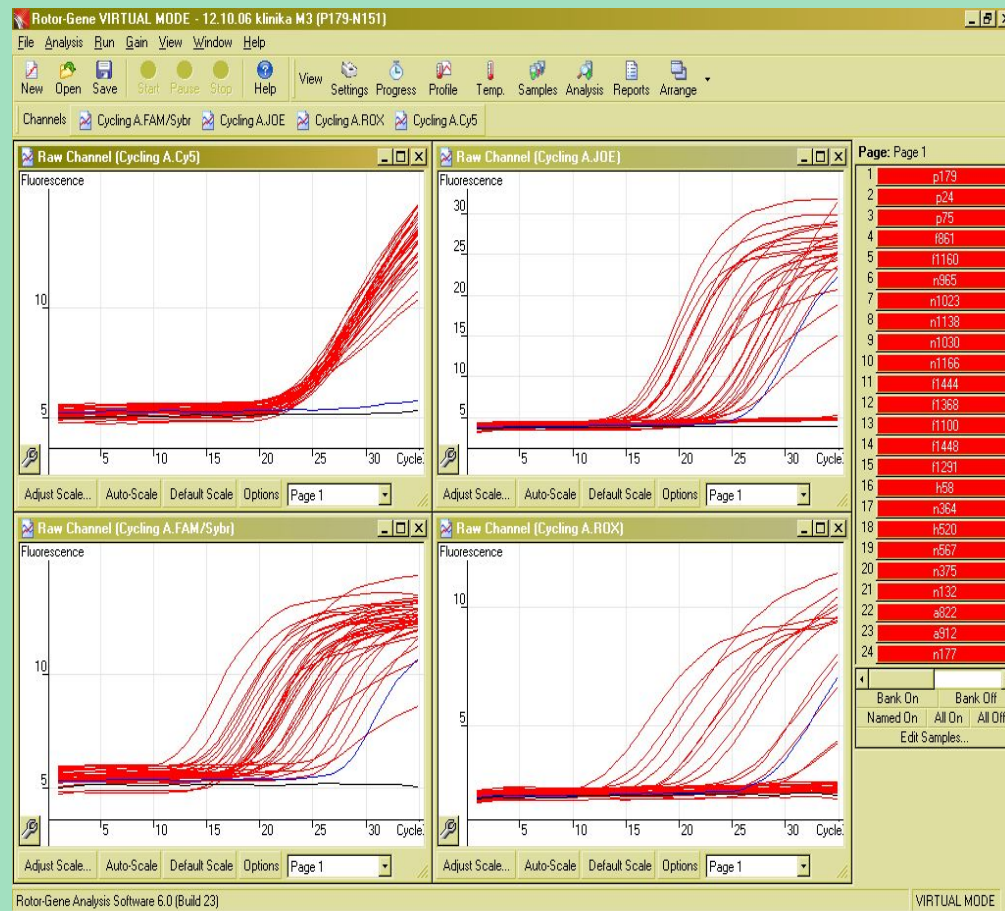 Rotor-Gene VIRTUAL MODE - 12.10.06 klinika M3 (P179-N151)
File Analysis Run Gain View Window Help
New Open Save Start Pause Stop Help View Settings Progress Profile Temp. Samples Analysis Reports Arrange
Channels Cycling A.FAM/Sybr Cycling A.JOE Cycling A.ROX Cycling A.Cy5
Raw Channel (Cycling A.Cy5)
Fluorescence
10
5
5 10 15 20 25 30 Cycle
Adjust Scale... Auto-Scale Default Scale Options Page 1
Raw Channel (Cycling A.JOE)
Fluorescence
30
25
20
15
10
5
5 10 15 20 25 30 Cycle
Adjust Scale... Auto-Scale Default Scale Options Page 1
Raw Channel (Cycling A.FAM/Sybr)
Fluorescence
10
5
5 10 15 20 25 30 Cycle
Adjust Scale... Auto-Scale Default Scale Options Page 1
Raw Channel (Cycling A.ROX)
Fluorescence
10
5
5 10 15 20 25 30 Cycle
Adjust Scale... Auto-Scale Default Scale Options Page 1
Page: Page 1
1 p179
2 p24
3 p75
4 f861
5 f1160
6 n965
7 n1023
8 n1138
9 n1030
10 n1166
11 f1444
12 f1368
13 f1100
14 f1448
15 f1291
16 h58
17 n364
18 h520
19 n567
20 n375
21 n132
22 a822
23 a912
24 n177
Bank On Bank Off
Named On All On All Off
Edit Samples...
Rotor-Gene Analysis Software 6.0 (Build 23) VIRTUAL MODE